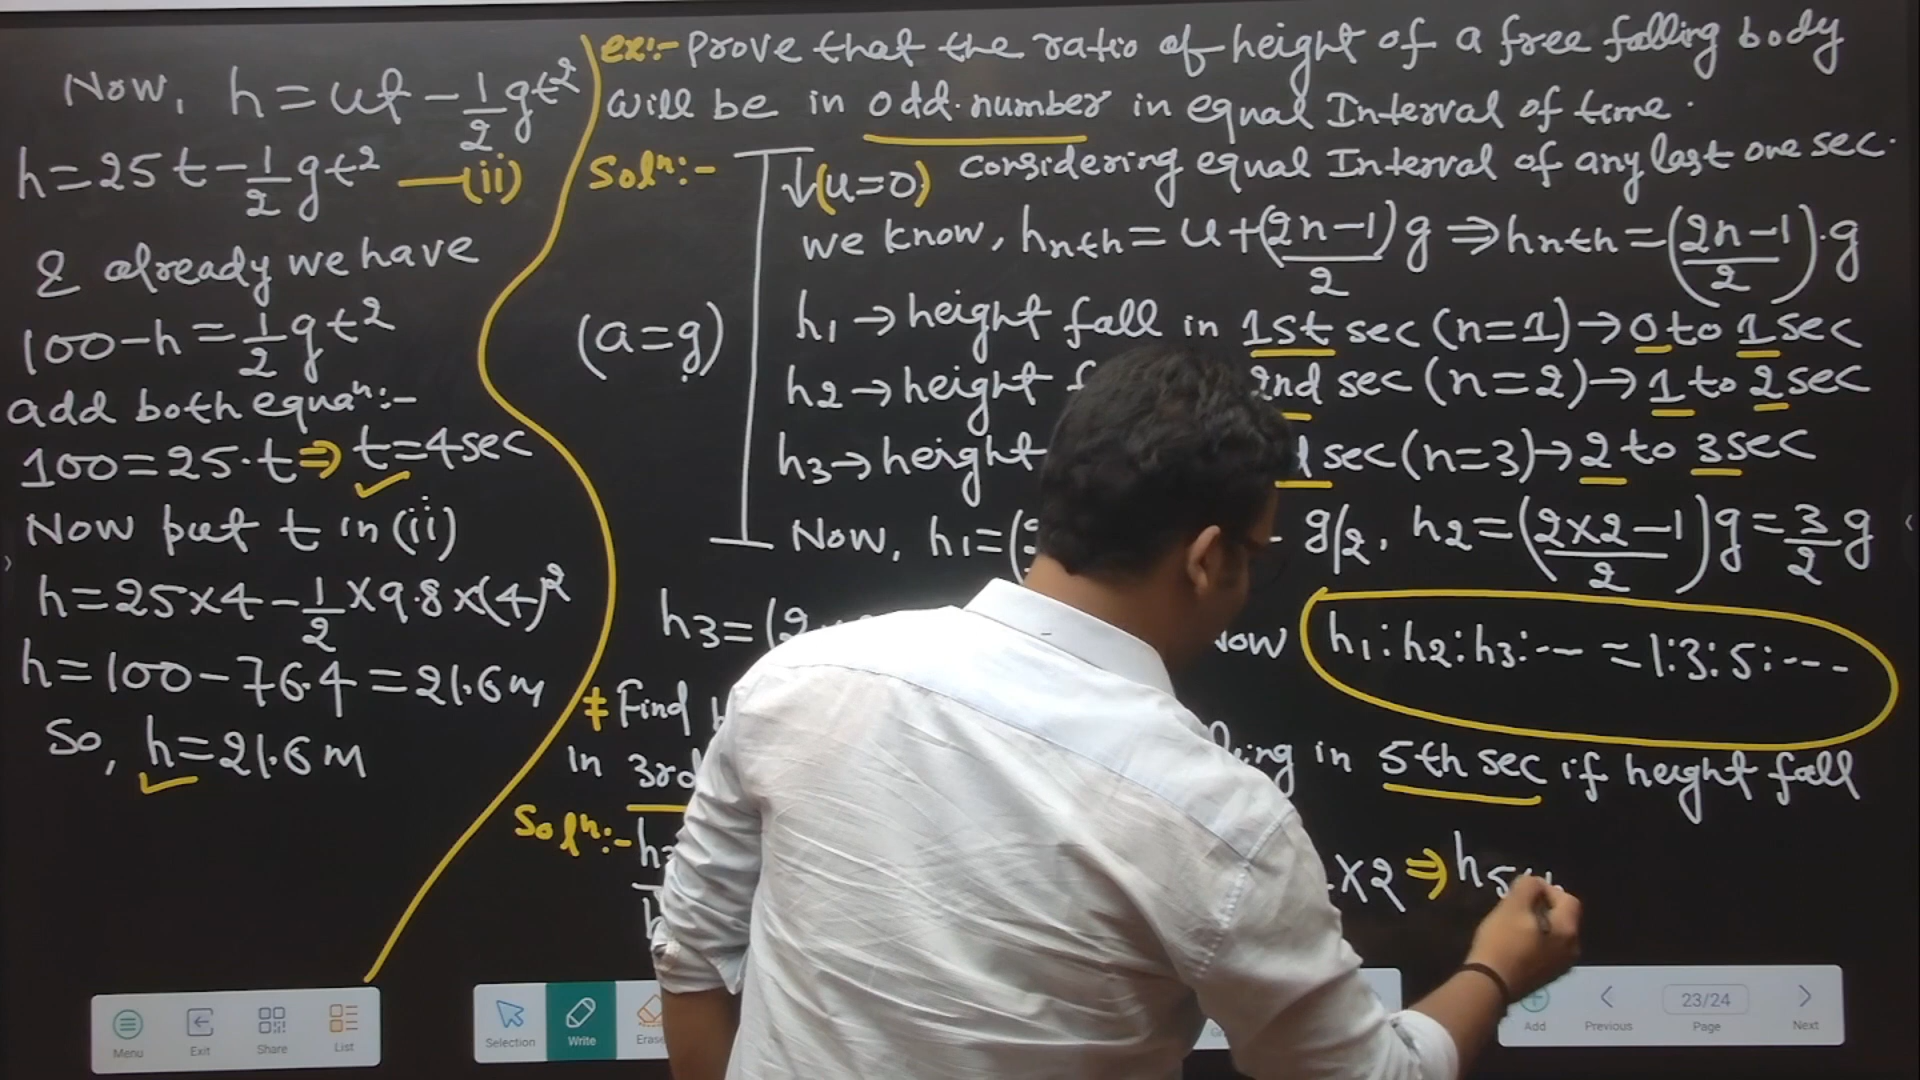 Now, h = ut - 1/2 gt²
h = 25t - 1/2 gt² —(ii)
& already we have
100 - h = 1/2 gt²
add both equaⁿ:-
100 = 25·t ⇒ t = 4sec
Now put t in (ii)
h = 25×4 - 1/2 ×9.8×(4)²
h = 100 - 76.4 = 21.6m
So, h = 21.6m
ex:- Prove that the ratio of height of a free falling body
will be in odd number in equal Interval of time.
Solⁿ:- (u=0) considering equal Interval of any last one sec.
we know, hnth = u + (2n-1)/2 g ⇒ hnth = (2n-1 / 2)·g
(a=g)
h1 → height fall in 1st sec (n=1) → 0 to 1 sec
h2 → height 2nd sec (n=2) → 1 to 2 sec
h3 → height sec (n=3) → 2 to 3 sec
Now, h1 = ( g/2, h2 = (2×2-1 / 2)g = 3/2 g
h3 = (2 Now h1:h2:h3:--- = 1:3:5:---
Find
in 3rd in 5th sec if height fall
Solⁿ:- ×2 ⇒ h5
Menu
Exit
Share
List
Selection
Write
Add
Previous
23/24
Page
Next